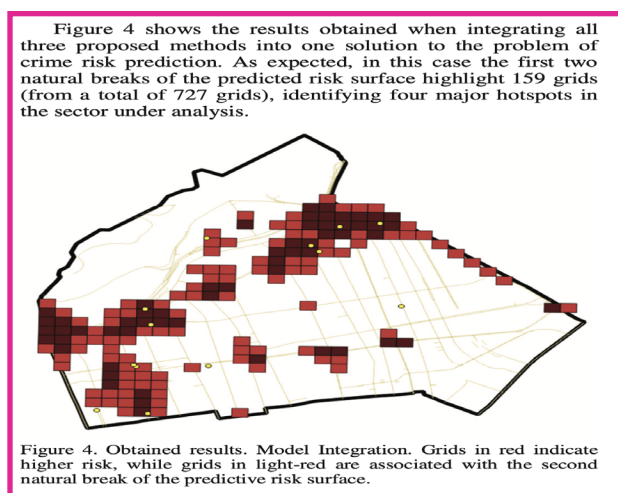 Figure 4 shows the results obtained when integrating all
three proposed methods into one solution to the problem of
crime risk prediction. As expected, in this case the first two
natural breaks of the predicted risk surface highlight 159 grids
(from a total of 727 grids), identifying four major hotspots in
the sector under analysis.
Figure 4. Obtained results. Model Integration. Grids in red indicate
higher risk, while grids in light-red are associated with the second
natural break of the predictive risk surface.